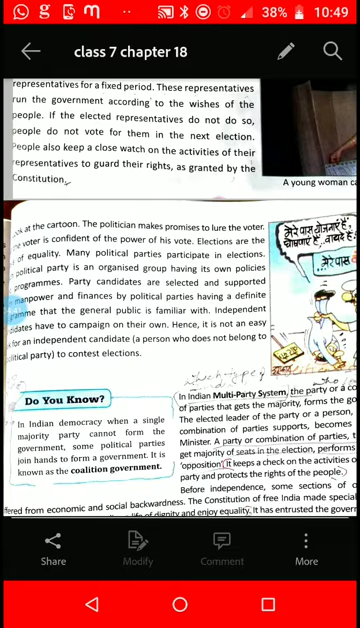 38% 10:49
class 7 chapter 18
representatives for a fixed period. These representatives
run the government according to the wishes of the
people. If the elected representatives do not do so,
people do not vote for them in the next election.
People also keep a close watch on the activities of their
representatives to guard their rights, as granted by the
Constitution.
A young woman ca
at the cartoon. The politician makes promises to lure the voter.
voter is confident of the power of his vote. Elections are the
of equality. Many political parties participate in elections.
political party is an organised group having its own policies
programmes. Party candidates are selected and supported
manpower and finances by political parties having a definite
that the general public is familiar with. Independent
have to campaign on their own. Hence, it is not an easy
for an independent candidate (a person who does not belong to
party) to contest elections.
मेरे पास योजनाएं हैं,
घोषणाएं हैं, वायदे हैं
मेरे पास
Do You Know?
In Indian democracy when a single
majority party cannot form the
government, some political parties
join hands to form a government. It is
known as the coalition government.
In Indian Multi-Party System, the party or a co
of parties that gets the majority, forms the go
The elected leader of the party or a person,
combination of parties supports, becomes
Minister. A party or combination of parties, t
get majority of seats in the election, performs
'opposition'. It keeps a check on the activities o
party and protects the rights of the people.
Before independence, some sections of
fered from economic and social backwardness. The Constitution of free India made special
of dignity and enjoy equality. It has entrusted the govern
Share Modify Comment More